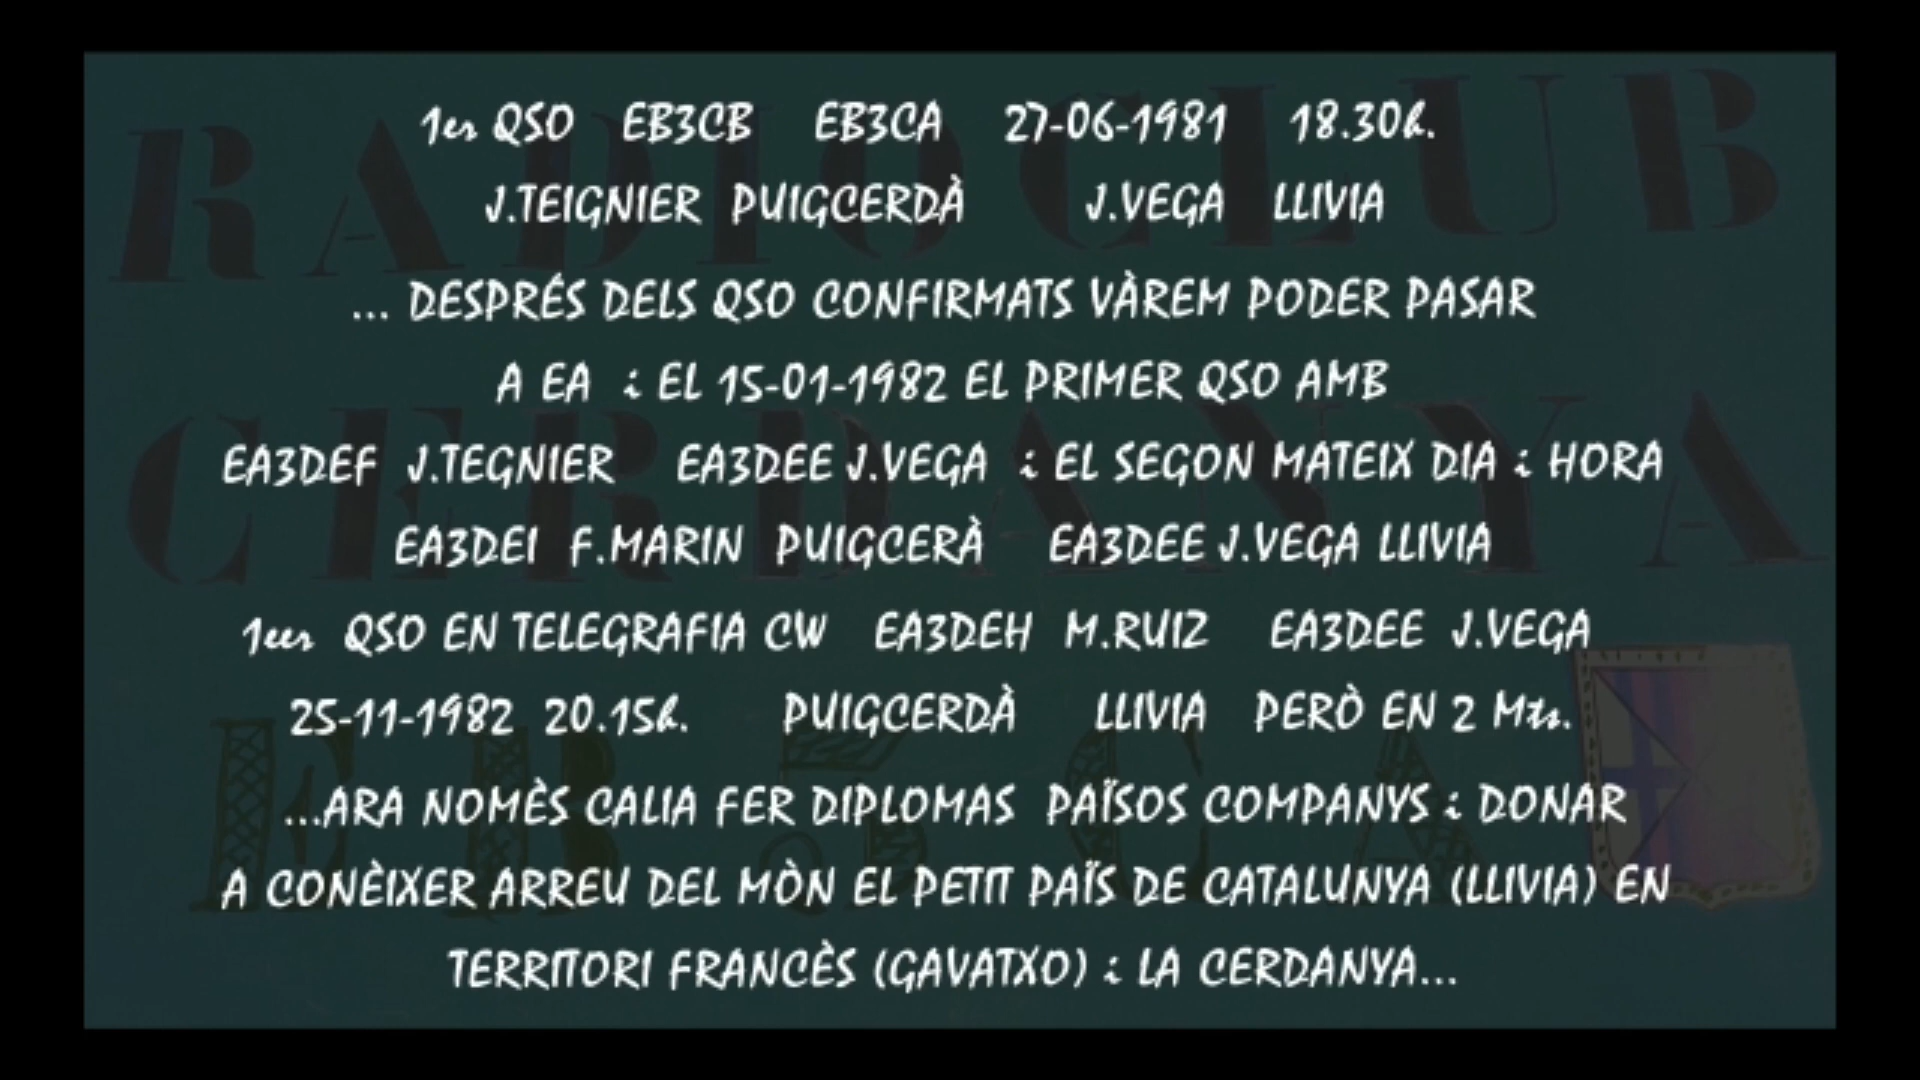 RADIO CLUB
CERDANYA
1er QSO EB3CB EB3CA 27-06-1981 18.30h.
J.TEIGNIER PUIGCERDÀ J.VEGA LLIVIA
... DESPRÉS DELS QSO CONFIRMATS VÀREM PODER PASAR
A EA i EL 15-01-1982 EL PRIMER QSO AMB
EA3DEF J.TEGNIER EA3DEE J.VEGA i EL SEGON MATEIX DIA i HORA
EA3DEI F.MARIN PUIGCERÀ EA3DEE J.VEGA LLIVIA
1eer QSO EN TELEGRAFIA CW EA3DEH M.RUIZ EA3DEE J.VEGA
25-11-1982 20.15h. PUIGCERDÀ LLIVIA PERÒ EN 2 Mts.
...ARA NOMÈS CALIA FER DIPLOMAS PAÏSOS COMPANYS i DONAR
A CONÈIXER ARREU DEL MÒN EL PETIT PAÏS DE CATALUNYA (LLIVIA) EN
TERRITORI FRANCÈS (GAVATXO) i LA CERDANYA...